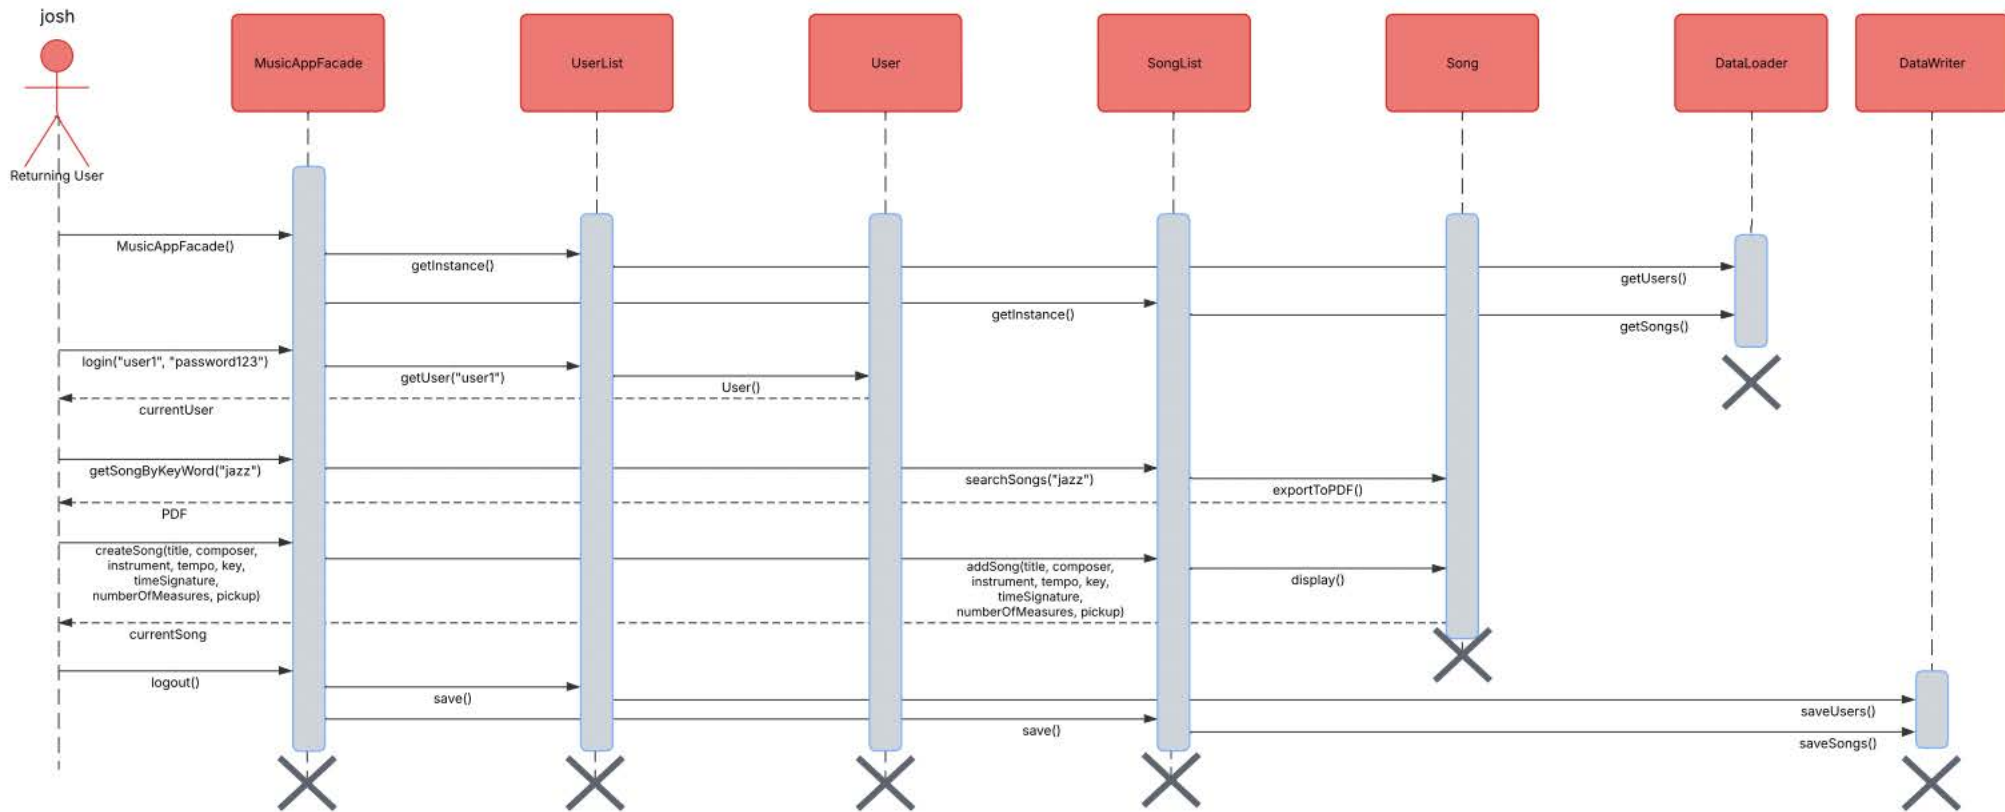 josh
Returning User
MusicAppFacade
UserList
User
SongList
Song
DataLoader
DataWriter
MusicAppFacade()
getInstance()
getUsers()
getInstance()
getSongs()
login("user1", "password123")
getUser("user1")
User()
currentUser
getSongByKeyWord("jazz")
searchSongs("jazz")
exportToPDF()
PDF
createSong(title, composer,
instrument, tempo, key,
timeSignature,
numberOfMeasures, pickup)
addSong(title, composer,
instrument, tempo, key,
timeSignature,
numberOfMeasures, pickup)
display()
currentSong
logout()
save()
saveUsers()
save()
saveSongs()